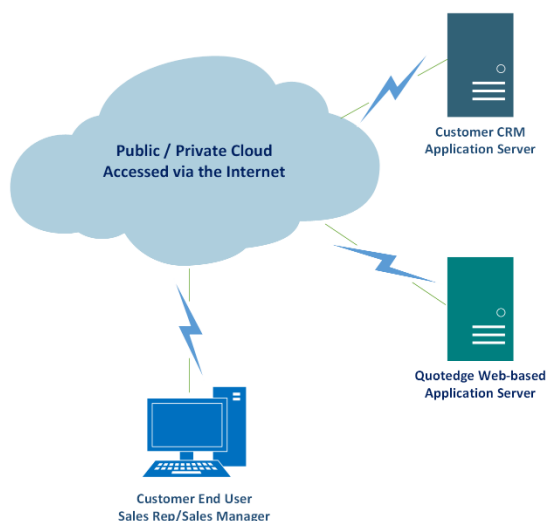 Public / Private Cloud
Accessed via the Internet
Customer CRM
Application Server
Quotedge Web-based
Application Server
Customer End User
Sales Rep/Sales Manager